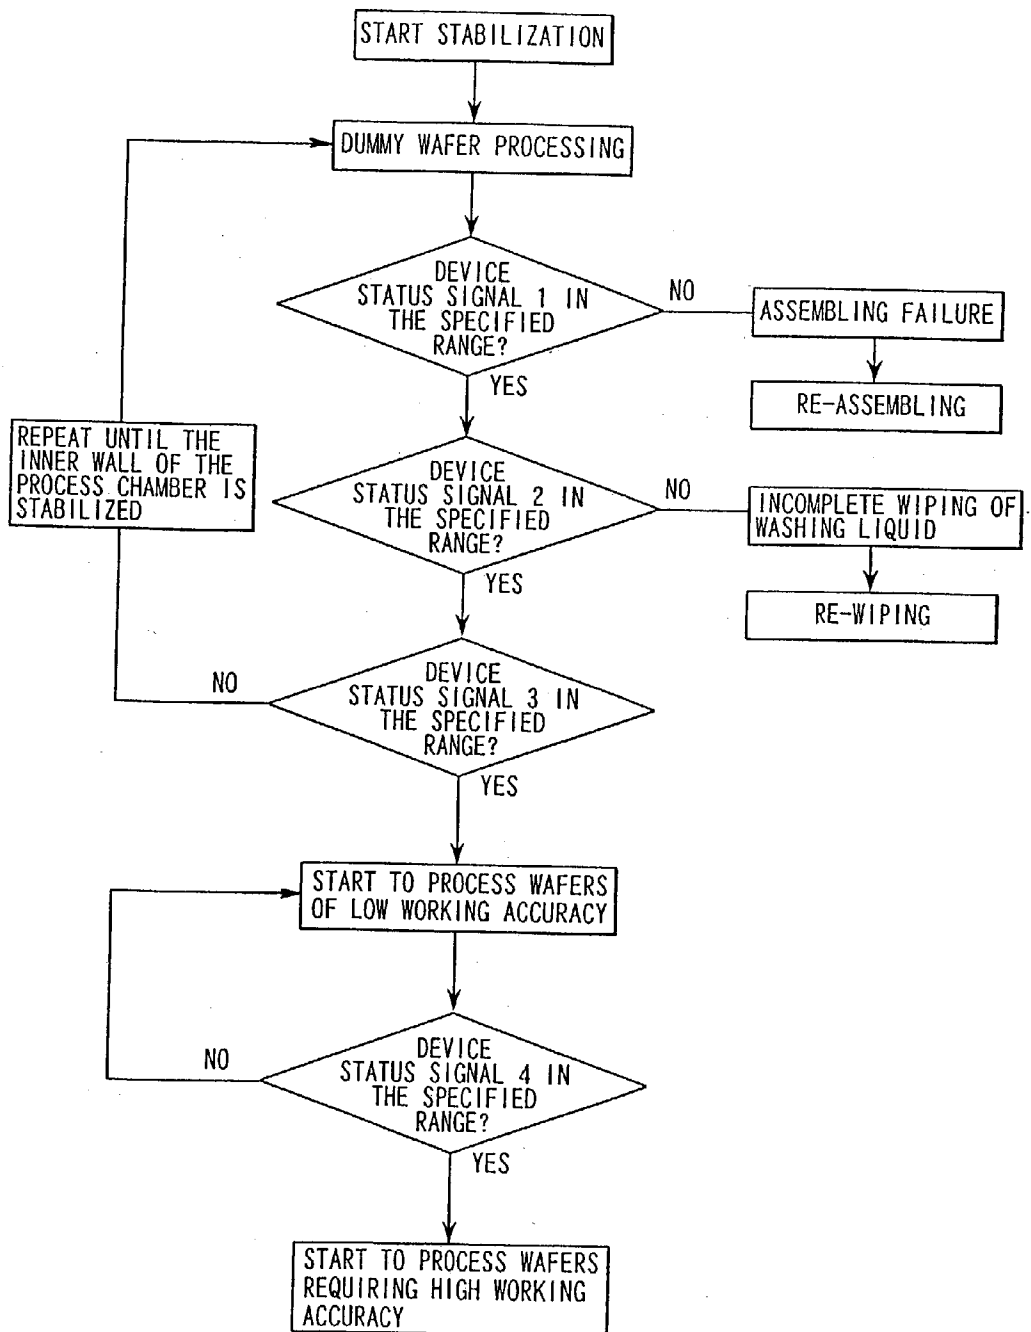 START STABILIZATION
DUMMY WAFER PROCESSING
DEVICE
STATUS SIGNAL 1 IN
THE SPECIFIED
RANGE?
NO
ASSEMBLING FAILURE
YES
RE-ASSEMBLING
REPEAT UNTIL THE
INNER WALL OF THE
PROCESS CHAMBER IS
STABILIZED
DEVICE
STATUS SIGNAL 2 IN
THE SPECIFIED
RANGE?
NO
INCOMPLETE WIPING OF
WASHING LIQUID
YES
RE-WIPING
DEVICE
STATUS SIGNAL 3 IN
THE SPECIFIED
RANGE?
NO
YES
START TO PROCESS WAFERS
OF LOW WORKING ACCURACY
DEVICE
STATUS SIGNAL 4 IN
THE SPECIFIED
RANGE?
NO
YES
START TO PROCESS WAFERS
REQUIRING HIGH WORKING
ACCURACY